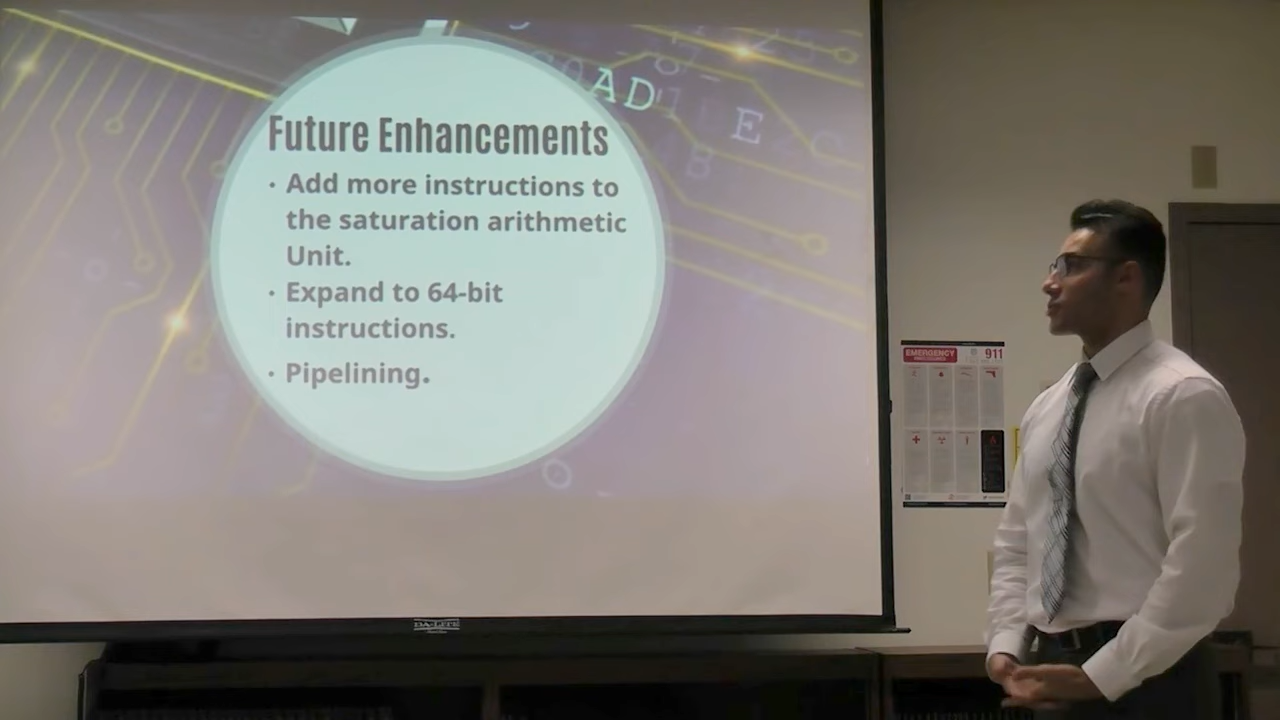 AD
E
Future Enhancements
· Add more instructions to
the saturation arithmetic
Unit.
· Expand to 64-bit
instructions.
· Pipelining.
EMERGENCY
911
DA-LITE